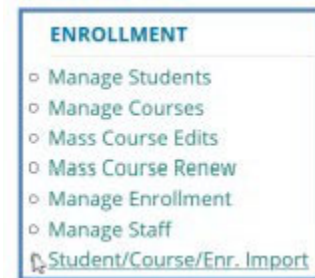 ENROLLMENT
Manage Students
Manage Courses
Mass Course Edits
Mass Course Renew
Manage Enrollment
Manage Staff
Student/Course/Enr. Import